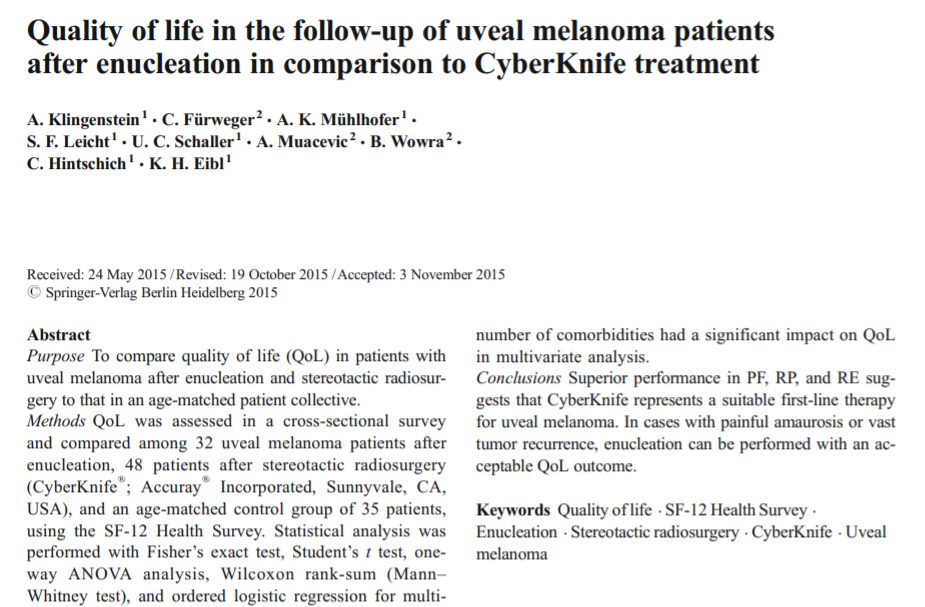 Quality of life in the follow-up of uveal melanoma patients
after enucleation in comparison to CyberKnife treatment
A. Klingenstein¹ · C. Fürweger² · A. K. Mühlhofer¹ ·
S. F. Leicht¹ · U. C. Schaller¹ · A. Muacevic² · B. Wowra² ·
C. Hintschich¹ · K. H. Eibl¹
Received: 24 May 2015 / Revised: 19 October 2015 / Accepted: 3 November 2015
© Springer-Verlag Berlin Heidelberg 2015
Abstract
Purpose To compare quality of life (QoL) in patients with
uveal melanoma after enucleation and stereotactic radiosur-
gery to that in an age-matched patient collective.
Methods QoL was assessed in a cross-sectional survey
and compared among 32 uveal melanoma patients after
enucleation, 48 patients after stereotactic radiosurgery
(CyberKnife®; Accuray® Incorporated, Sunnyvale, CA,
USA), and an age-matched control group of 35 patients,
using the SF-12 Health Survey. Statistical analysis was
performed with Fisher's exact test, Student's t test, one-
way ANOVA analysis, Wilcoxon rank-sum (Mann–
Whitney test), and ordered logistic regression for multi-
number of comorbidities had a significant impact on QoL
in multivariate analysis.
Conclusions Superior performance in PF, RP, and RE sug-
gests that CyberKnife represents a suitable first-line therapy
for uveal melanoma. In cases with painful amaurosis or vast
tumor recurrence, enucleation can be performed with an ac-
ceptable QoL outcome.
Keywords Quality of life · SF-12 Health Survey ·
Enucleation · Stereotactic radiosurgery · CyberKnife · Uveal
melanoma